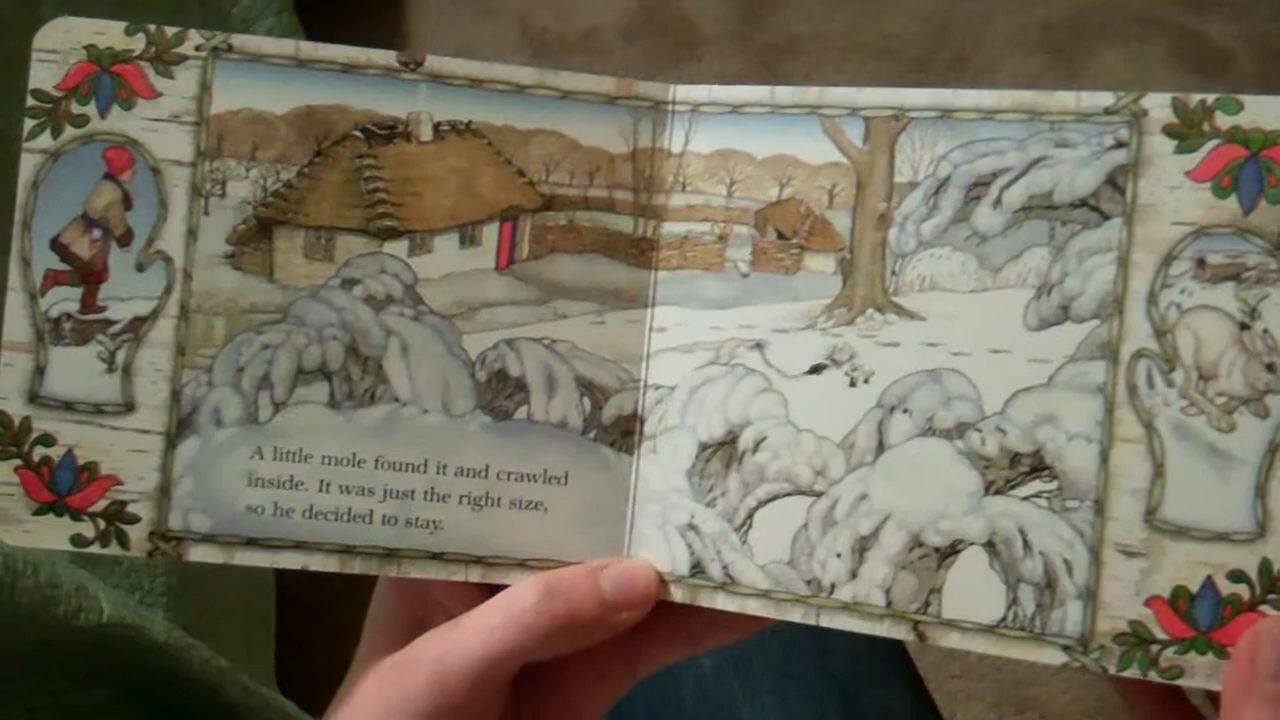 A little mole found it and crawled
inside. It was just the right size,
so he decided to stay.